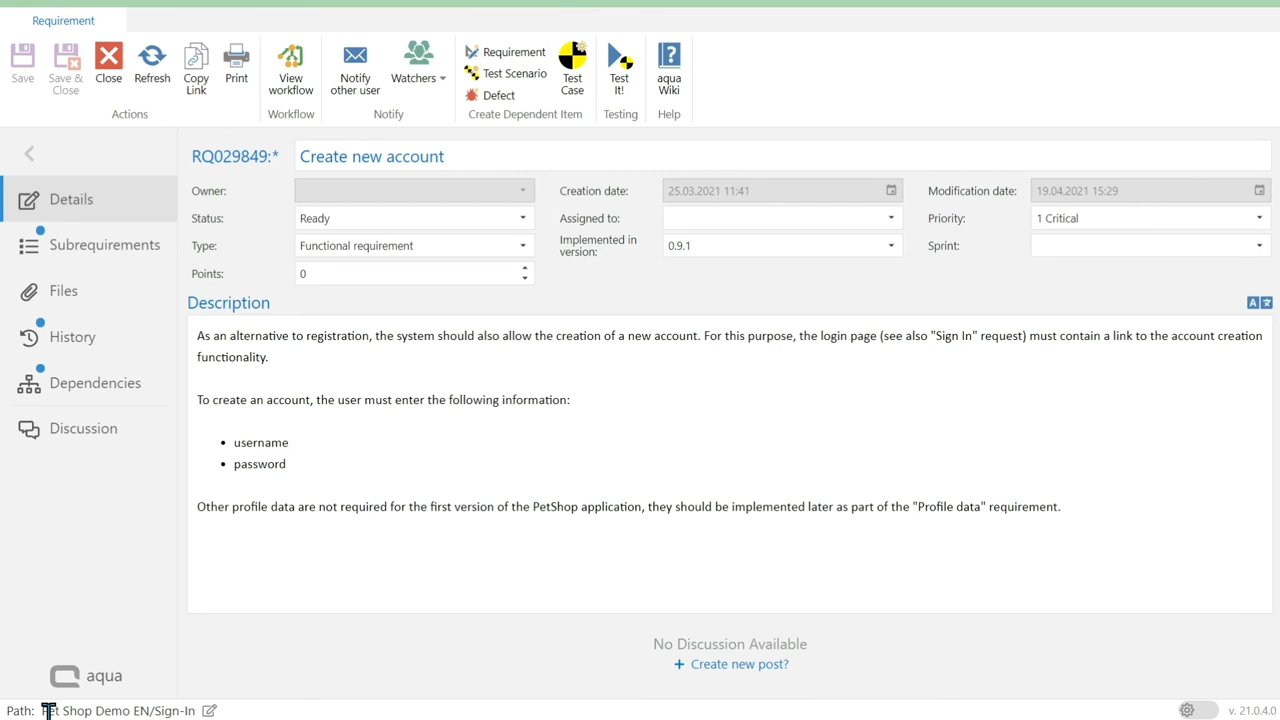 Requirement
Save
Save &
Close
Close
Refresh
Copy
Link
Print
Actions
View
workflow
Workflow
Notify
other user
Watchers
Notify
Requirement
Test Scenario
Defect
Test
Case
Create Dependent Item
Test
It!
Testing
aqua
Wiki
Help
RQ029849:* Create new account
Owner:
Creation date: 25.03.2021 11:41
Modification date: 19.04.2021 15:29
Status: Ready
Assigned to:
Priority: 1 Critical
Type: Functional requirement
Implemented in
version: 0.9.1
Sprint:
Points: 0
Details
Subrequirements
Files
History
Dependencies
Discussion
Description
As an alternative to registration, the system should also allow the creation of a new account. For this purpose, the login page (see also "Sign In" request) must contain a link to the account creation
functionality.
To create an account, the user must enter the following information:
• username
• password
Other profile data are not required for the first version of the PetShop application, they should be implemented later as part of the "Profile data" requirement.
No Discussion Available
+ Create new post?
aqua
Path: Pet Shop Demo EN/Sign-In
v. 21.0.4.0